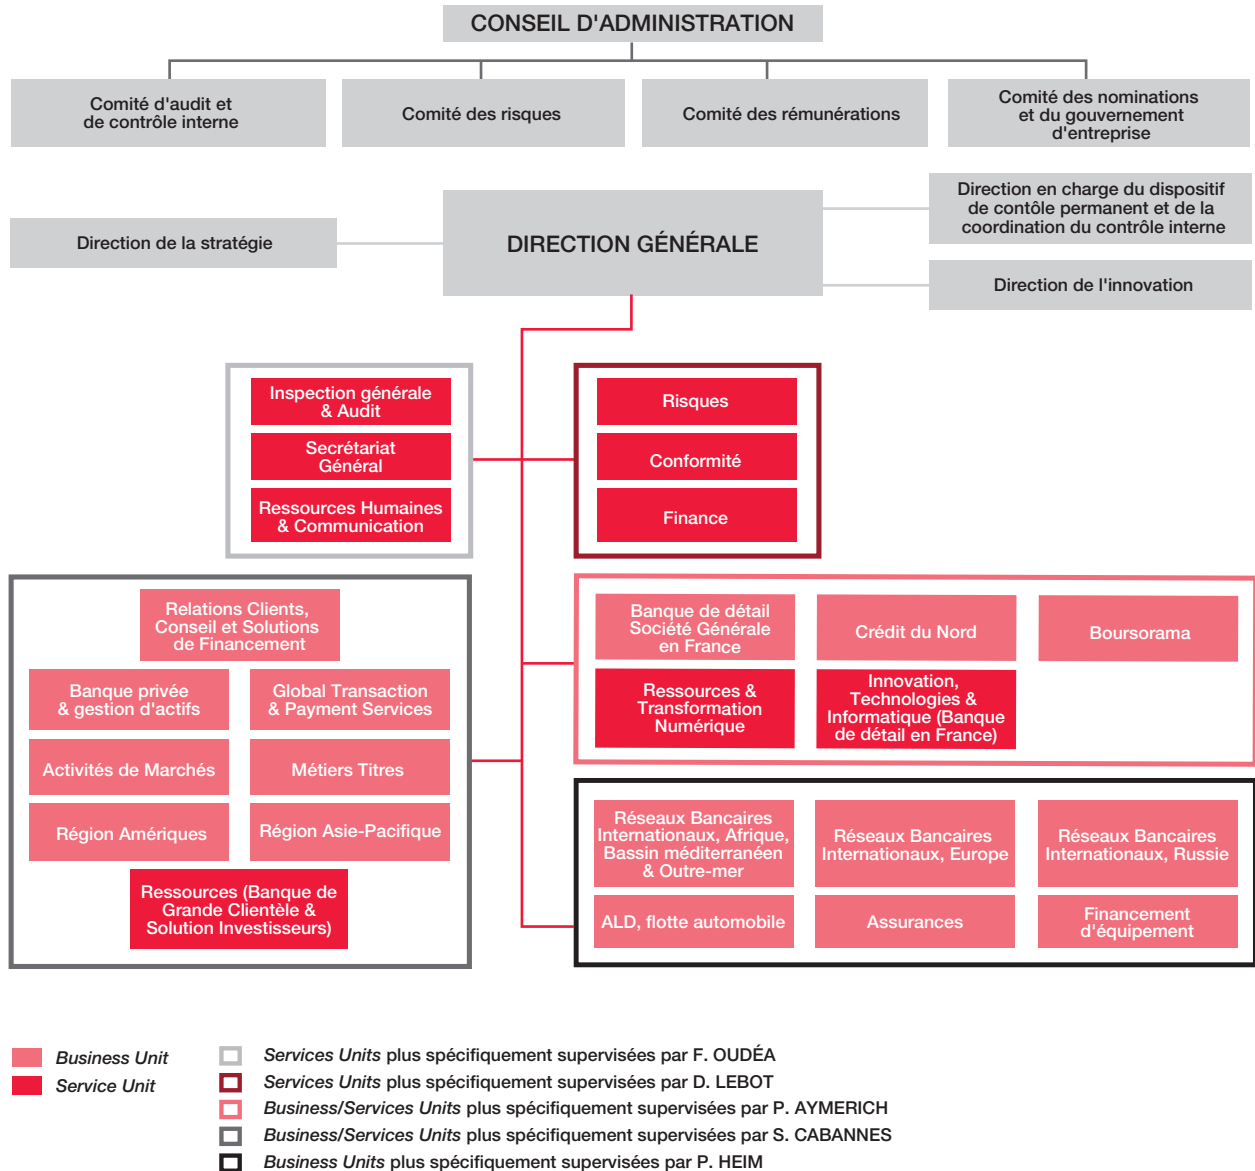 CONSEIL D'ADMINISTRATION
Comité d'audit et
de contrôle interne
Comité des risques
Comité des rémunérations
Comité des nominations
et du gouvernement
d'entreprise
Direction de la stratégie
DIRECTION GÉNÉRALE
Direction en charge du dispositif
de contôle permanent et de la
coordination du contrôle interne
Direction de l'innovation
Inspection générale
& Audit
Secrétariat
Général
Ressources Humaines
& Communication
Risques
Conformité
Finance
Relations Clients,
Conseil et Solutions
de Financement
Banque privée
& gestion d'actifs
Global Transaction
& Payment Services
Activités de Marchés
Métiers Titres
Région Amériques
Région Asie-Pacifique
Ressources (Banque de
Grande Clientèle &
Solution Investisseurs)
Banque de détail
Société Générale
en France
Crédit du Nord
Boursorama
Ressources &
Transformation
Numérique
Innovation,
Technologies &
Informatique (Banque
de détail en France)
Réseaux Bancaires
Internationaux, Afrique,
Bassin méditerranéen
& Outre-mer
Réseaux Bancaires
Internationaux, Europe
Réseaux Bancaires
Internationaux, Russie
ALD, flotte automobile
Assurances
Financement
d'équipement
Business Unit
Service Unit
Services Units plus spécifiquement supervisées par F. OUDÉA
Services Units plus spécifiquement supervisées par D. LEBOT
Business/Services Units plus spécifiquement supervisées par P. AYMERICH
Business/Services Units plus spécifiquement supervisées par S. CABANNES
Business Units plus spécifiquement supervisées par P. HEIM